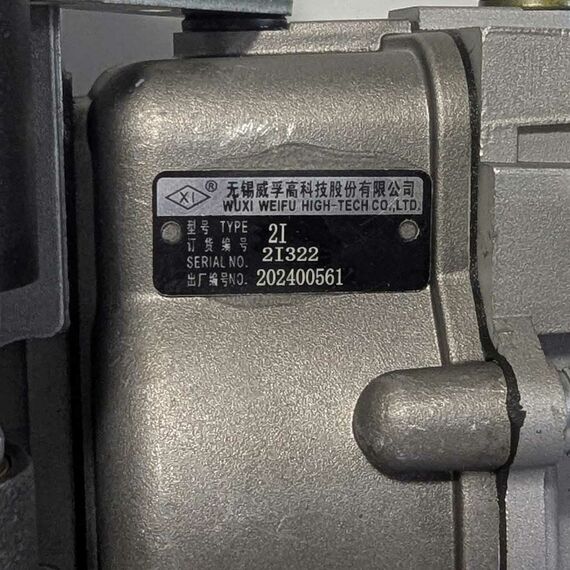 XI ® 无锡威孚高科技股份有限公司
WUXI WEIFU HIGH-TECH CO.,LTD.
型号 TYPE 2I
订货编号 2I322
SERIAL NO.
出厂编号NO. 202400561